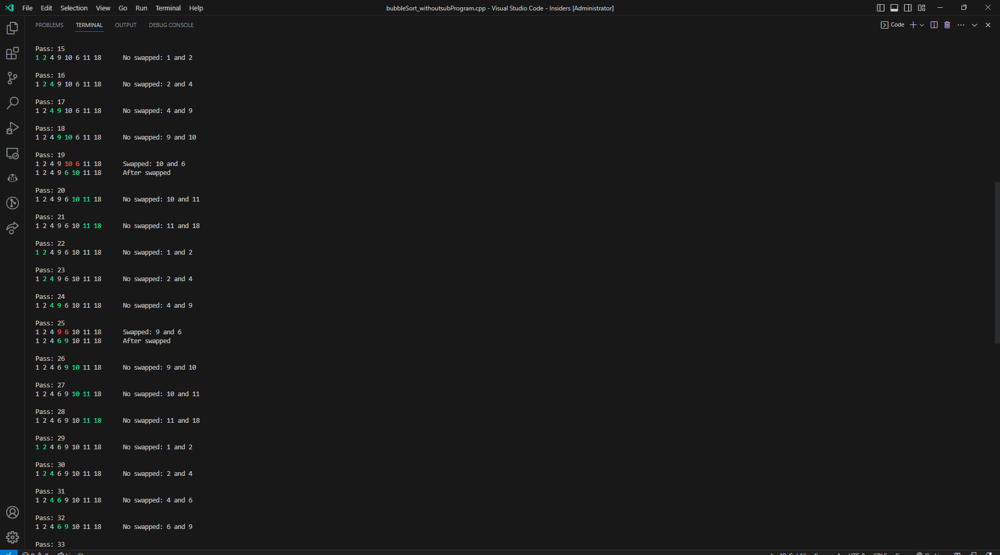 File Edit Selection View Go Run Terminal Help
bubbleSort_withoutsubProgram.cpp - Visual Studio Code - Insiders [Administrator]
PROBLEMS TERMINAL OUTPUT DEBUG CONSOLE
Code
Pass: 15
1 2 4 9 10 6 11 18 No swapped: 1 and 2
Pass: 16
1 2 4 9 10 6 11 18 No swapped: 2 and 4
Pass: 17
1 2 4 9 10 6 11 18 No swapped: 4 and 9
Pass: 18
1 2 4 9 10 6 11 18 No swapped: 9 and 10
Pass: 19
1 2 4 9 10 6 11 18 Swapped: 10 and 6
1 2 4 9 6 10 11 18 After swapped
Pass: 20
1 2 4 9 6 10 11 18 No swapped: 10 and 11
Pass: 21
1 2 4 9 6 10 11 18 No swapped: 11 and 18
Pass: 22
1 2 4 9 6 10 11 18 No swapped: 1 and 2
Pass: 23
1 2 4 9 6 10 11 18 No swapped: 2 and 4
Pass: 24
1 2 4 9 6 10 11 18 No swapped: 4 and 9
Pass: 25
1 2 4 9 6 10 11 18 Swapped: 9 and 6
1 2 4 6 9 10 11 18 After swapped
Pass: 26
1 2 4 6 9 10 11 18 No swapped: 9 and 10
Pass: 27
1 2 4 6 9 10 11 18 No swapped: 10 and 11
Pass: 28
1 2 4 6 9 10 11 18 No swapped: 11 and 18
Pass: 29
1 2 4 6 9 10 11 18 No swapped: 1 and 2
Pass: 30
1 2 4 6 9 10 11 18 No swapped: 2 and 4
Pass: 31
1 2 4 6 9 10 11 18 No swapped: 4 and 6
Pass: 32
1 2 4 6 9 10 11 18 No swapped: 6 and 9
Pass: 33